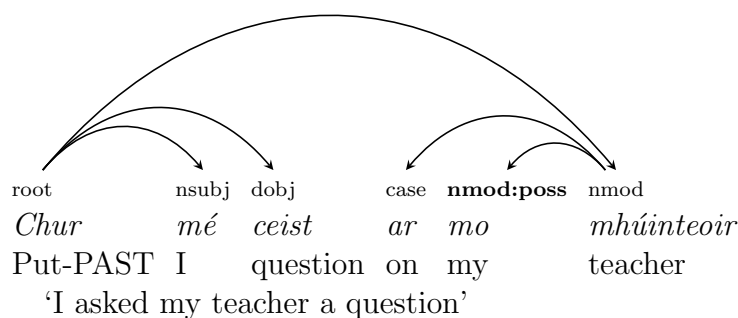 root nsubj dobj case nmod:poss nmod
Chur mé ceist ar mo mhúinteoir
Put-PAST I question on my teacher
‘I asked my teacher a question’